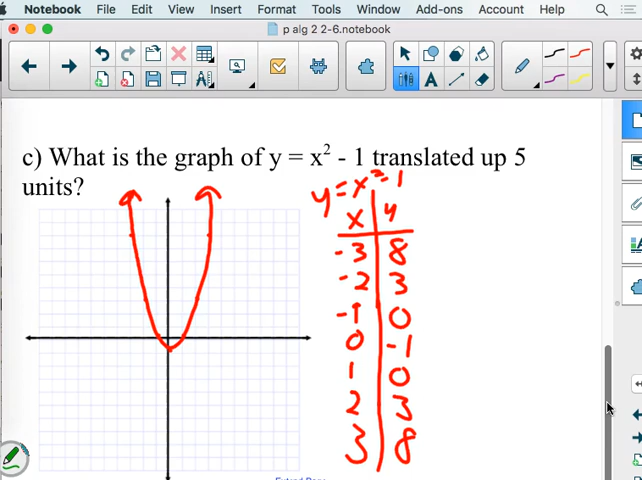 Notebook File Edit View Insert Format Tools Window Add-ons Account Help
p alg 2 2-6.notebook
c) What is the graph of y = x² - 1 translated up 5
units?
y = x² - 1
x y
-3 8
-2 3
-1 0
0 -1
1 0
2 3
3 8
Extend Page